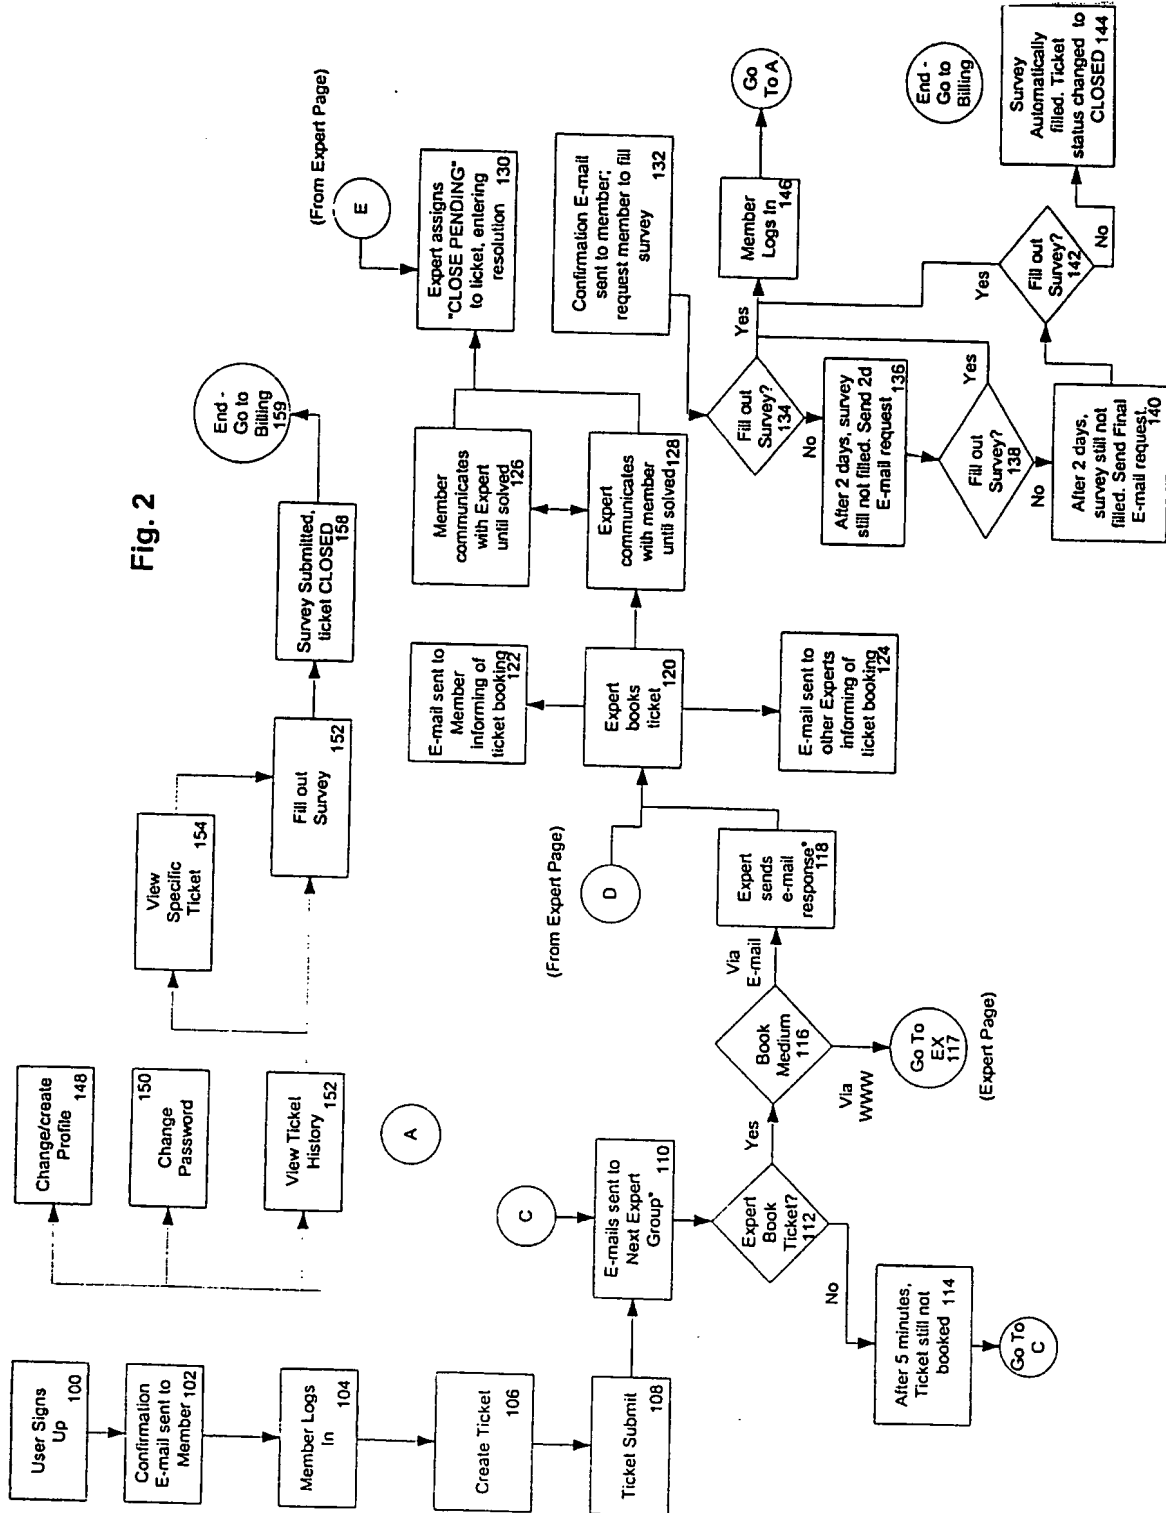 Fig. 2
User Signs
Up
100
Confirmation
E-mail sent to
Member 102
Member Logs
In
104
Create Ticket
106
Ticket Submit
108
Change/create
Profile
148
150
Change
Password
View Ticket
History
152
A
View
Specific
Ticket
154
Fill out
Survey
152
Survey Submitted,
ticket CLOSED
158
End -
Go to
Billing
159
C
E-mails sent to
Next Expert
Group*
110
Expert
Book
Ticket?
112
No
Yes
After 5 minutes,
Ticket still not
booked 114
Go To
C
Book
Medium
116
Via
WWW
Go To
EX
117
(Expert Page)
Via
E-mail
Expert
sends
e-mail
response*
118
(From Expert Page)
D
Expert
books
ticket
120
E-mail sent to
Member
informing of
ticket booking
122
E-mail sent to
other Experts
informing of
ticket booking
124
Member
communicates
with Expert
until solved
126
Expert
communicates
with member
until solved 128
(From Expert Page)
E
Expert assigns
"CLOSE PENDING"
to ticket, entering
resolution 130
Confirmation E-mail
sent to member;
request member to fill
survey
132
Fill out
Survey?
134
Yes
No
Member
Logs In
146
Go
To A
After 2 days, survey
still not filled. Send 2d
E-mail request
136
Fill out
Survey?
138
Yes
No
After 2 days,
survey still not
filled. Send Final
E-mail request.
140
Fill out
Survey?
142
Yes
No
Survey
Automatically
filled. Ticket
status changed to
CLOSED 144
End -
Go to
Billing